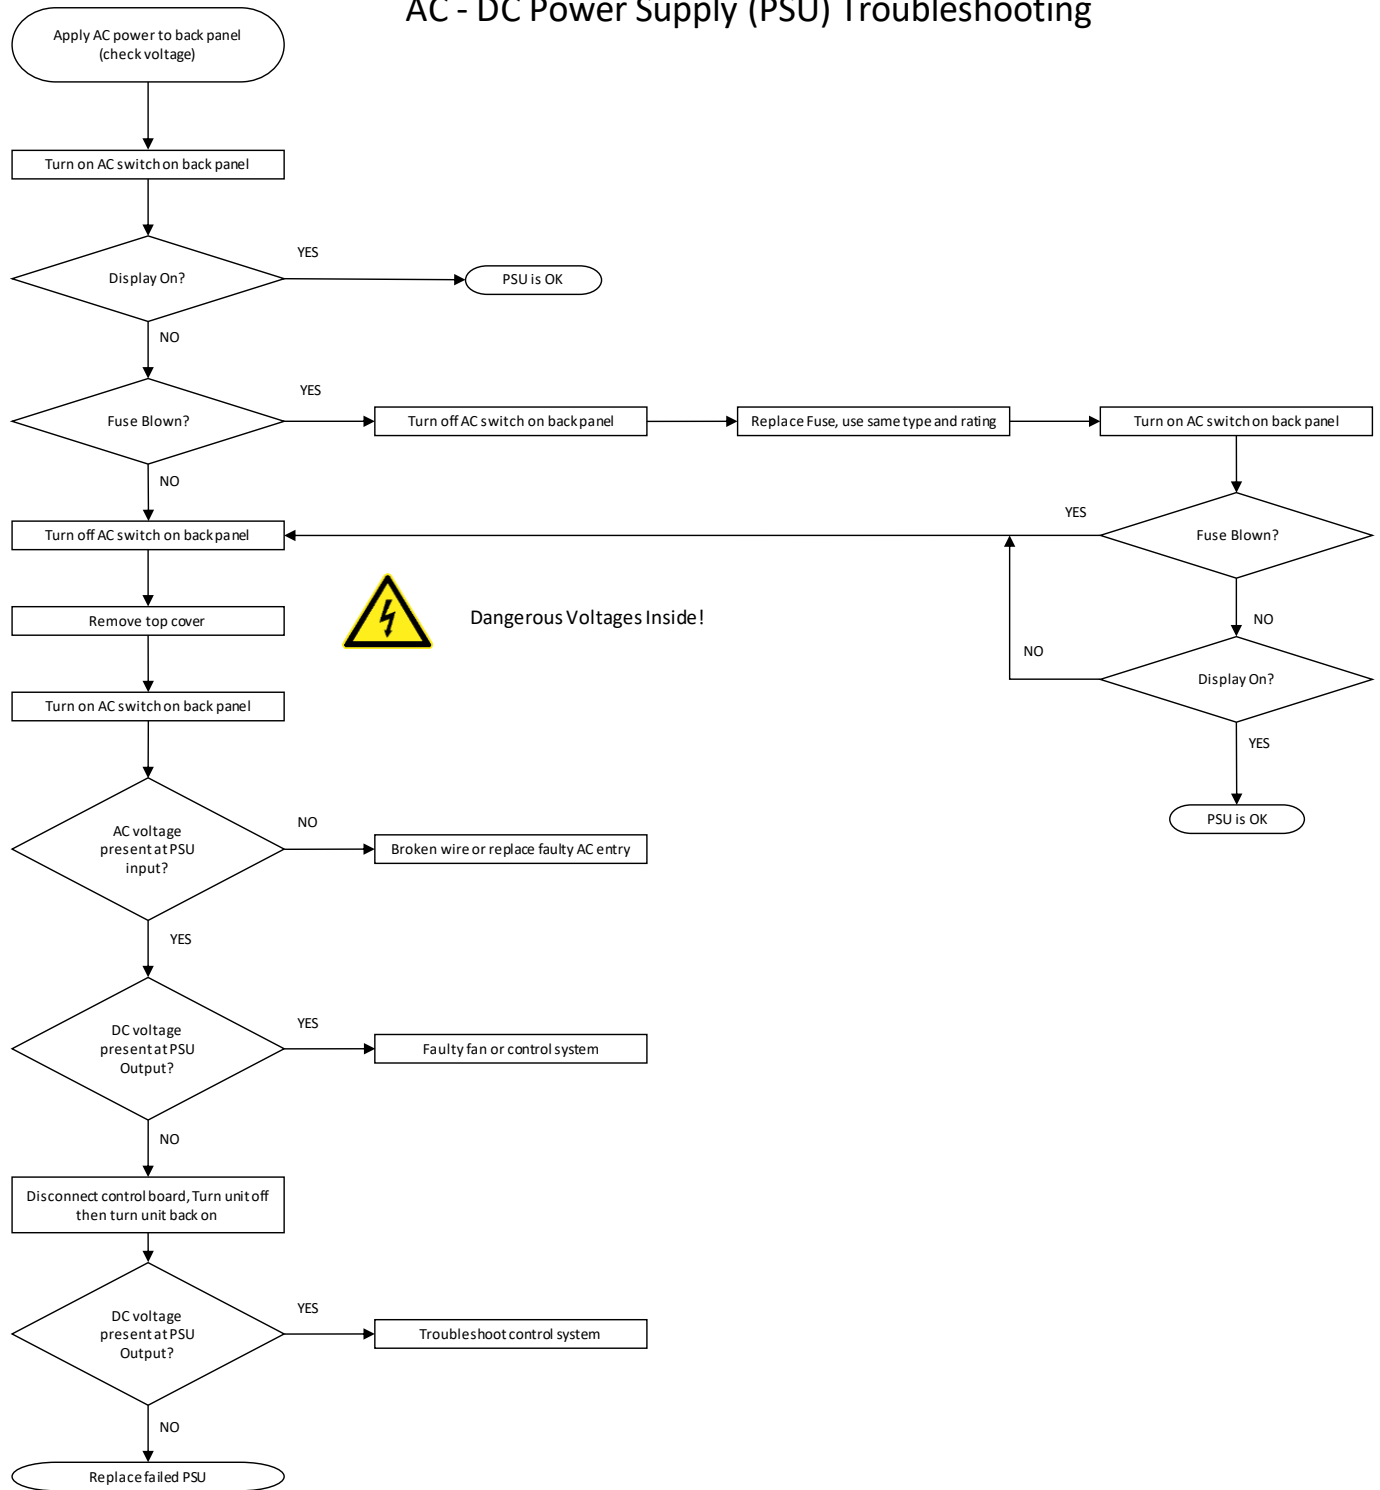 AC - DC Power Supply (PSU) Troubleshooting
Apply AC power to back panel
(check voltage)
Turn on AC switch on back panel
Display On?
YES
PSU is OK
NO
Fuse Blown?
YES
Turn off AC switch on back panel
Replace Fuse, use same type and rating
Turn on AC switch on back panel
NO
Turn off AC switch on back panel
YES
Fuse Blown?
Remove top cover
Dangerous Voltages Inside!
NO
NO
Display On?
YES
PSU is OK
Turn on AC switch on back panel
AC voltage
present at PSU
input?
NO
Broken wire or replace faulty AC entry
YES
DC voltage
present at PSU
Output?
YES
Faulty fan or control system
NO
Disconnect control board, Turn unit off
then turn unit back on
DC voltage
present at PSU
Output?
YES
Troubleshoot control system
NO
Replace failed PSU